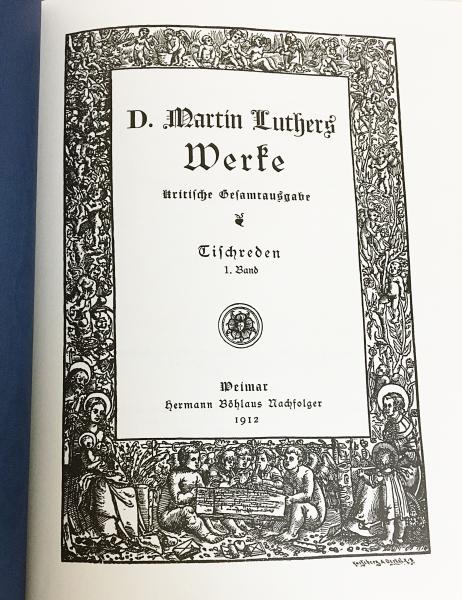 D. Martin Luthers
Werke
Kritische Gesamtausgabe
Tischreden
1. Band
Weimar
Hermann Böhlaus Nachfolger
1912